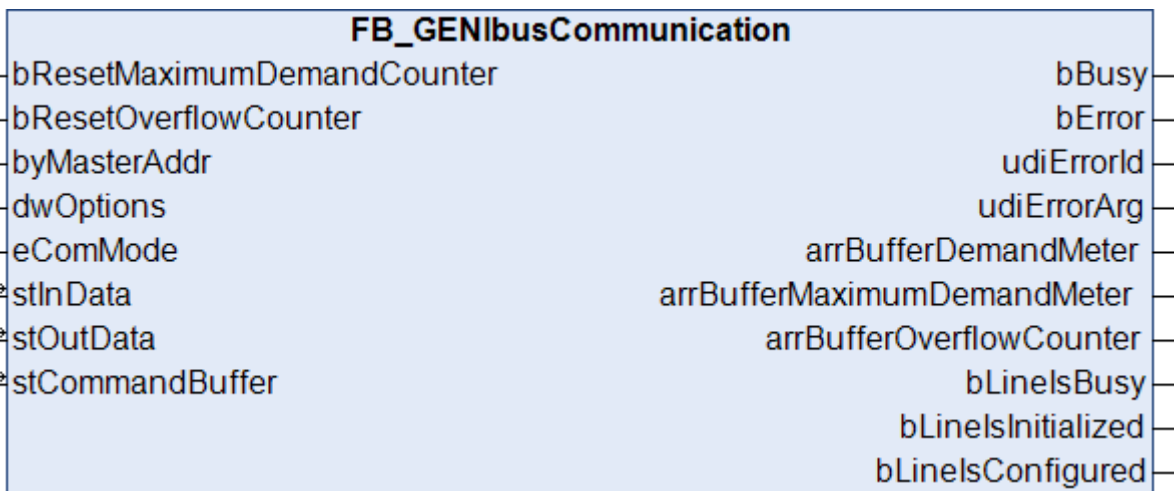 FB_GENIbusCommunication
bResetMaximumDemandCounter bBusy
bResetOverflowCounter bError
byMasterAddr udiErrorId
dwOptions udiErrorArg
eComMode arrBufferDemandMeter
stInData arrBufferMaximumDemandMeter
stOutData arrBufferOverflowCounter
stCommandBuffer bLineIsBusy
bLineIsInitialized
bLineIsConfigured